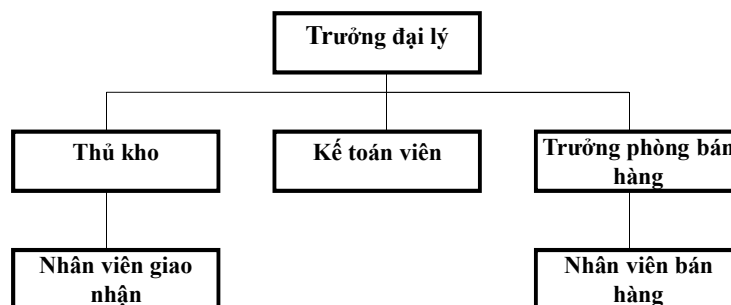 Trưởng đại lý
Thủ kho
Kế toán viên
Trưởng phòng bán
hàng
Nhân viên giao
nhận
Nhân viên bán
hàng